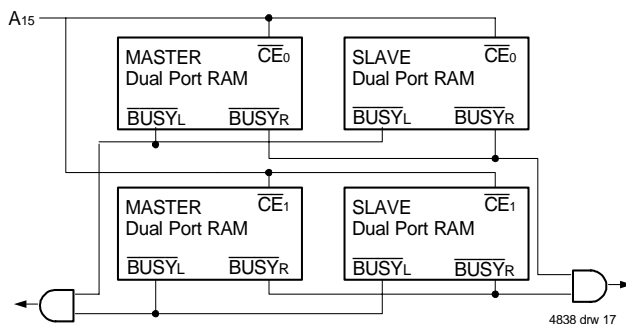 A15
MASTER
Dual Port RAM
CE0
BUSYL BUSYR
SLAVE
Dual Port RAM
CE0
BUSYL BUSYR
MASTER
Dual Port RAM
CE1
BUSYL BUSYR
SLAVE
Dual Port RAM
CE1
BUSYL BUSYR
4838 drw 17